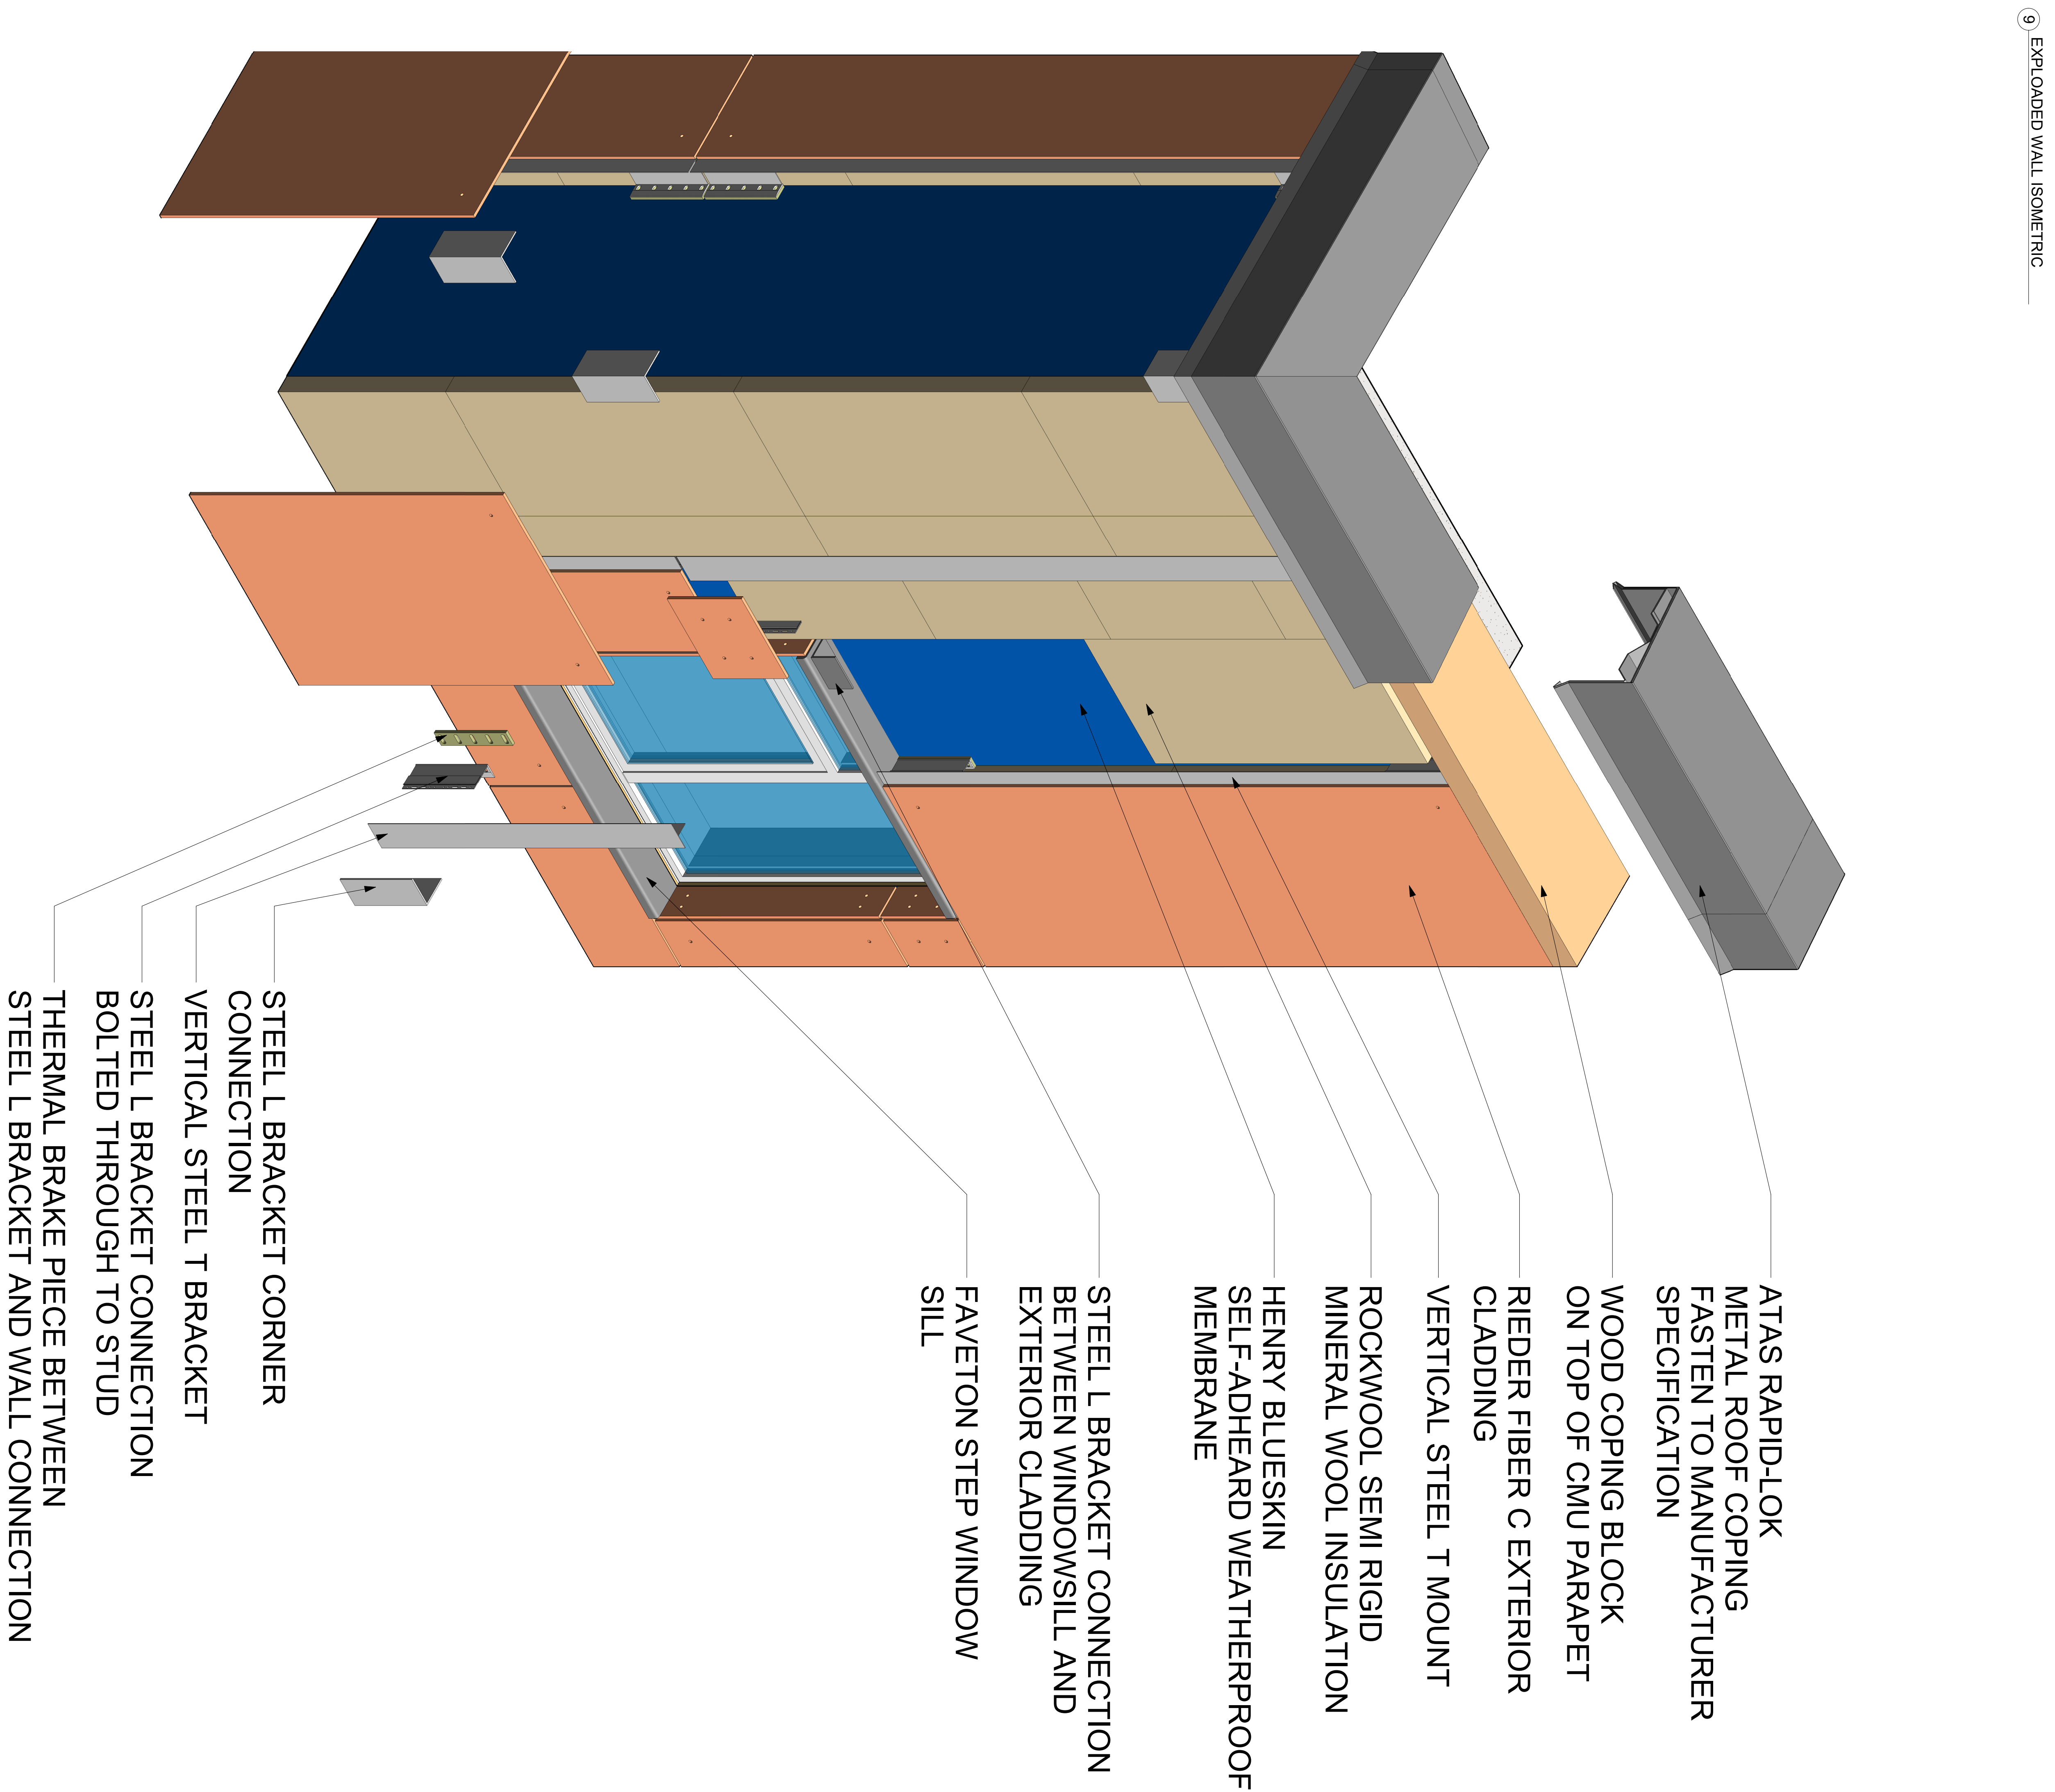 9
EXPLOADED WALL ISOMETRIC
ATAS RAPID-LOK
METAL ROOF COPING
FASTEN TO MANUFACTURER
SPECIFICATION
WOOD COPING BLOCK
ON TOP OF CMU PARAPET
RIEDER FIBER C EXTERIOR
CLADDING
VERTICAL STEEL T MOUNT
ROCKWOOL SEMI RIGID
MINERAL WOOL INSULATION
HENRY BLUESKIN
SELF-ADHEARD WEATHERPROOF
MEMBRANE
STEEL L BRACKET CONNECTION
BETWEEN WINDOWSILL AND
EXTERIOR CLADDING
FAVETON STEP WINDOW
SILL
STEEL L BRACKET CORNER
CONNECTION
VERTICAL STEEL T BRACKET
STEEL L BRACKET CONNECTION
BOLTED THROUGH TO STUD
THERMAL BRAKE PIECE BETWEEN
STEEL L BRACKET AND WALL CONNECTION